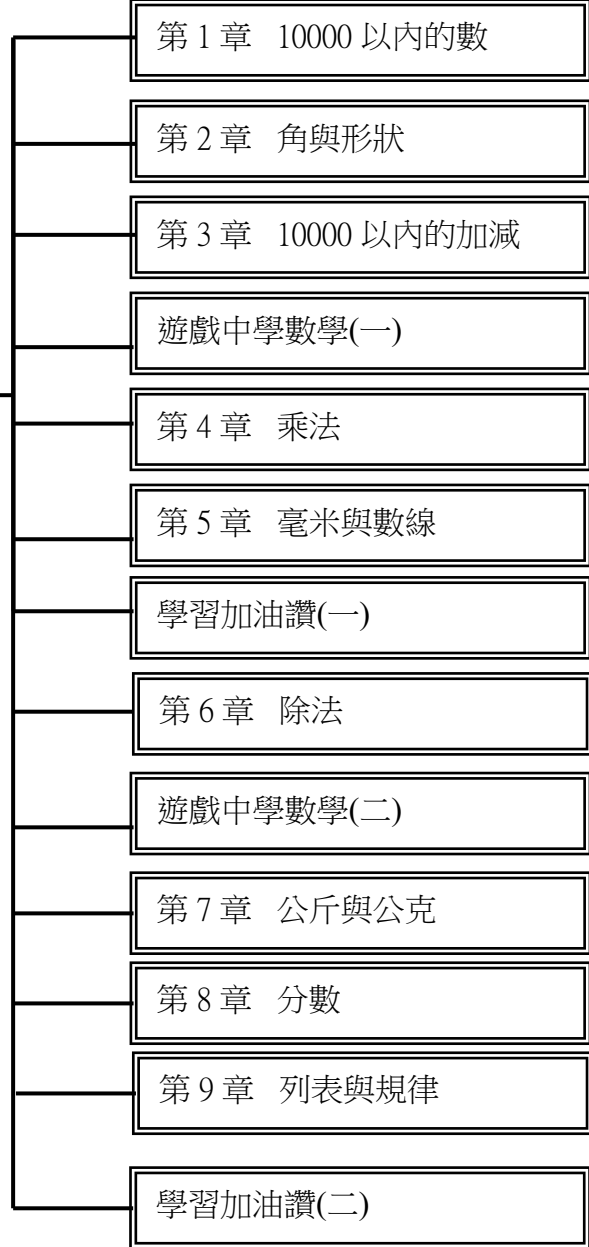 第 1 章 10000 以內的數
第 2 章 角與形狀
第 3 章 10000 以內的加減
遊戲中學數學(一)
第 4 章 乘法
第 5 章 毫米與數線
學習加油讚(一)
第 6 章 除法
遊戲中學數學(二)
第 7 章 公斤與公克
第 8 章 分數
第 9 章 列表與規律
學習加油讚(二)